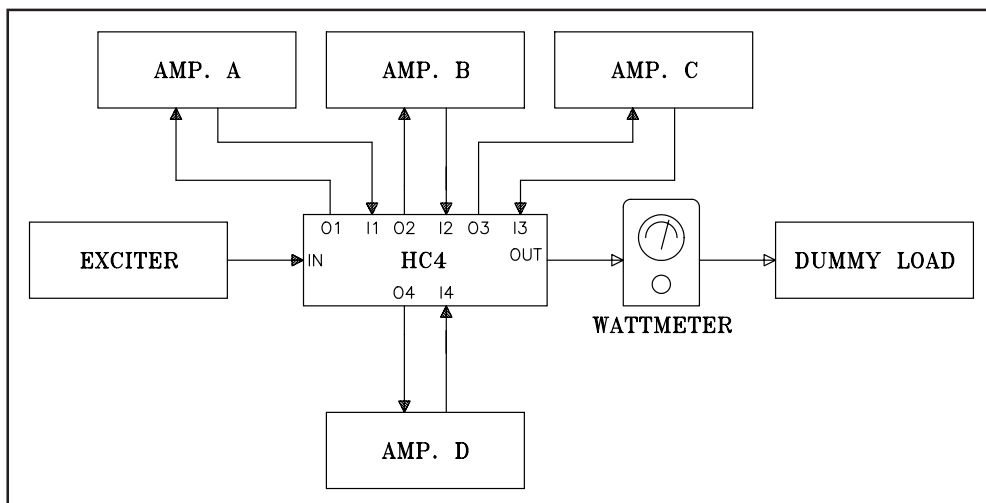 AMP. A
AMP. B
AMP. C
O1 I1 O2 I2 O3 I3
EXCITER
IN
HC4
OUT
DUMMY LOAD
O4 I4
WATTMETER
AMP. D